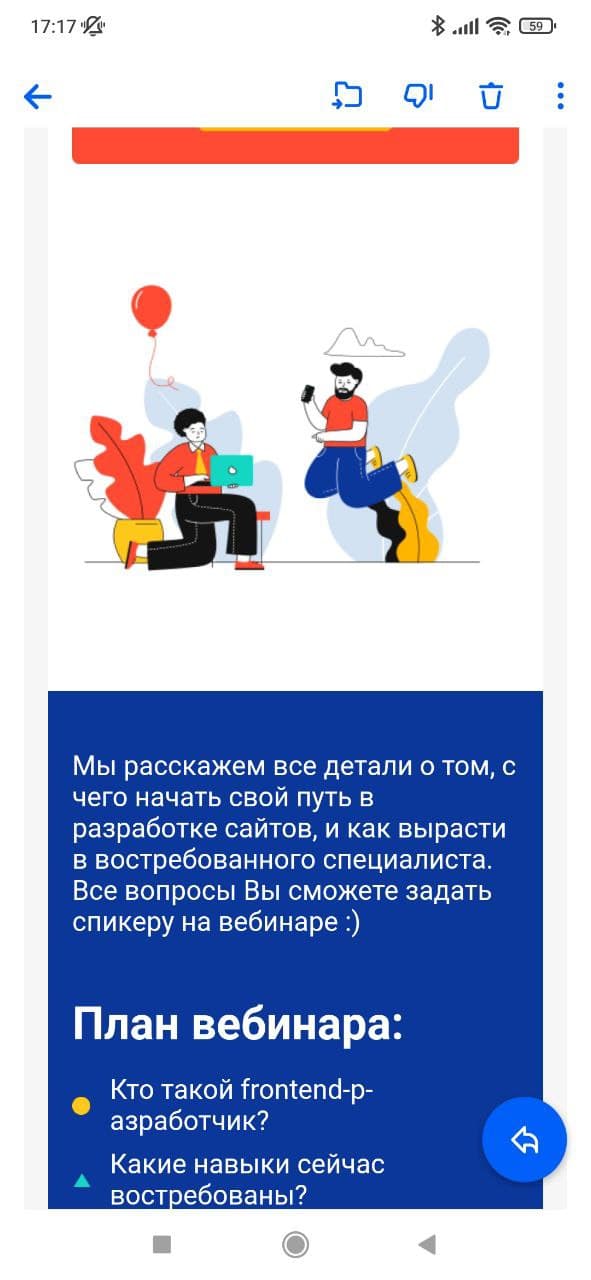 17:17
59
Мы расскажем все детали о том, с
чего начать свой путь в
разработке сайтов, и как вырасти
в востребованного специалиста.
Все вопросы Вы сможете задать
спикеру на вебинаре :)
План вебинара:
Кто такой frontend-р-
азработчик?
Какие навыки сейчас
востребованы?